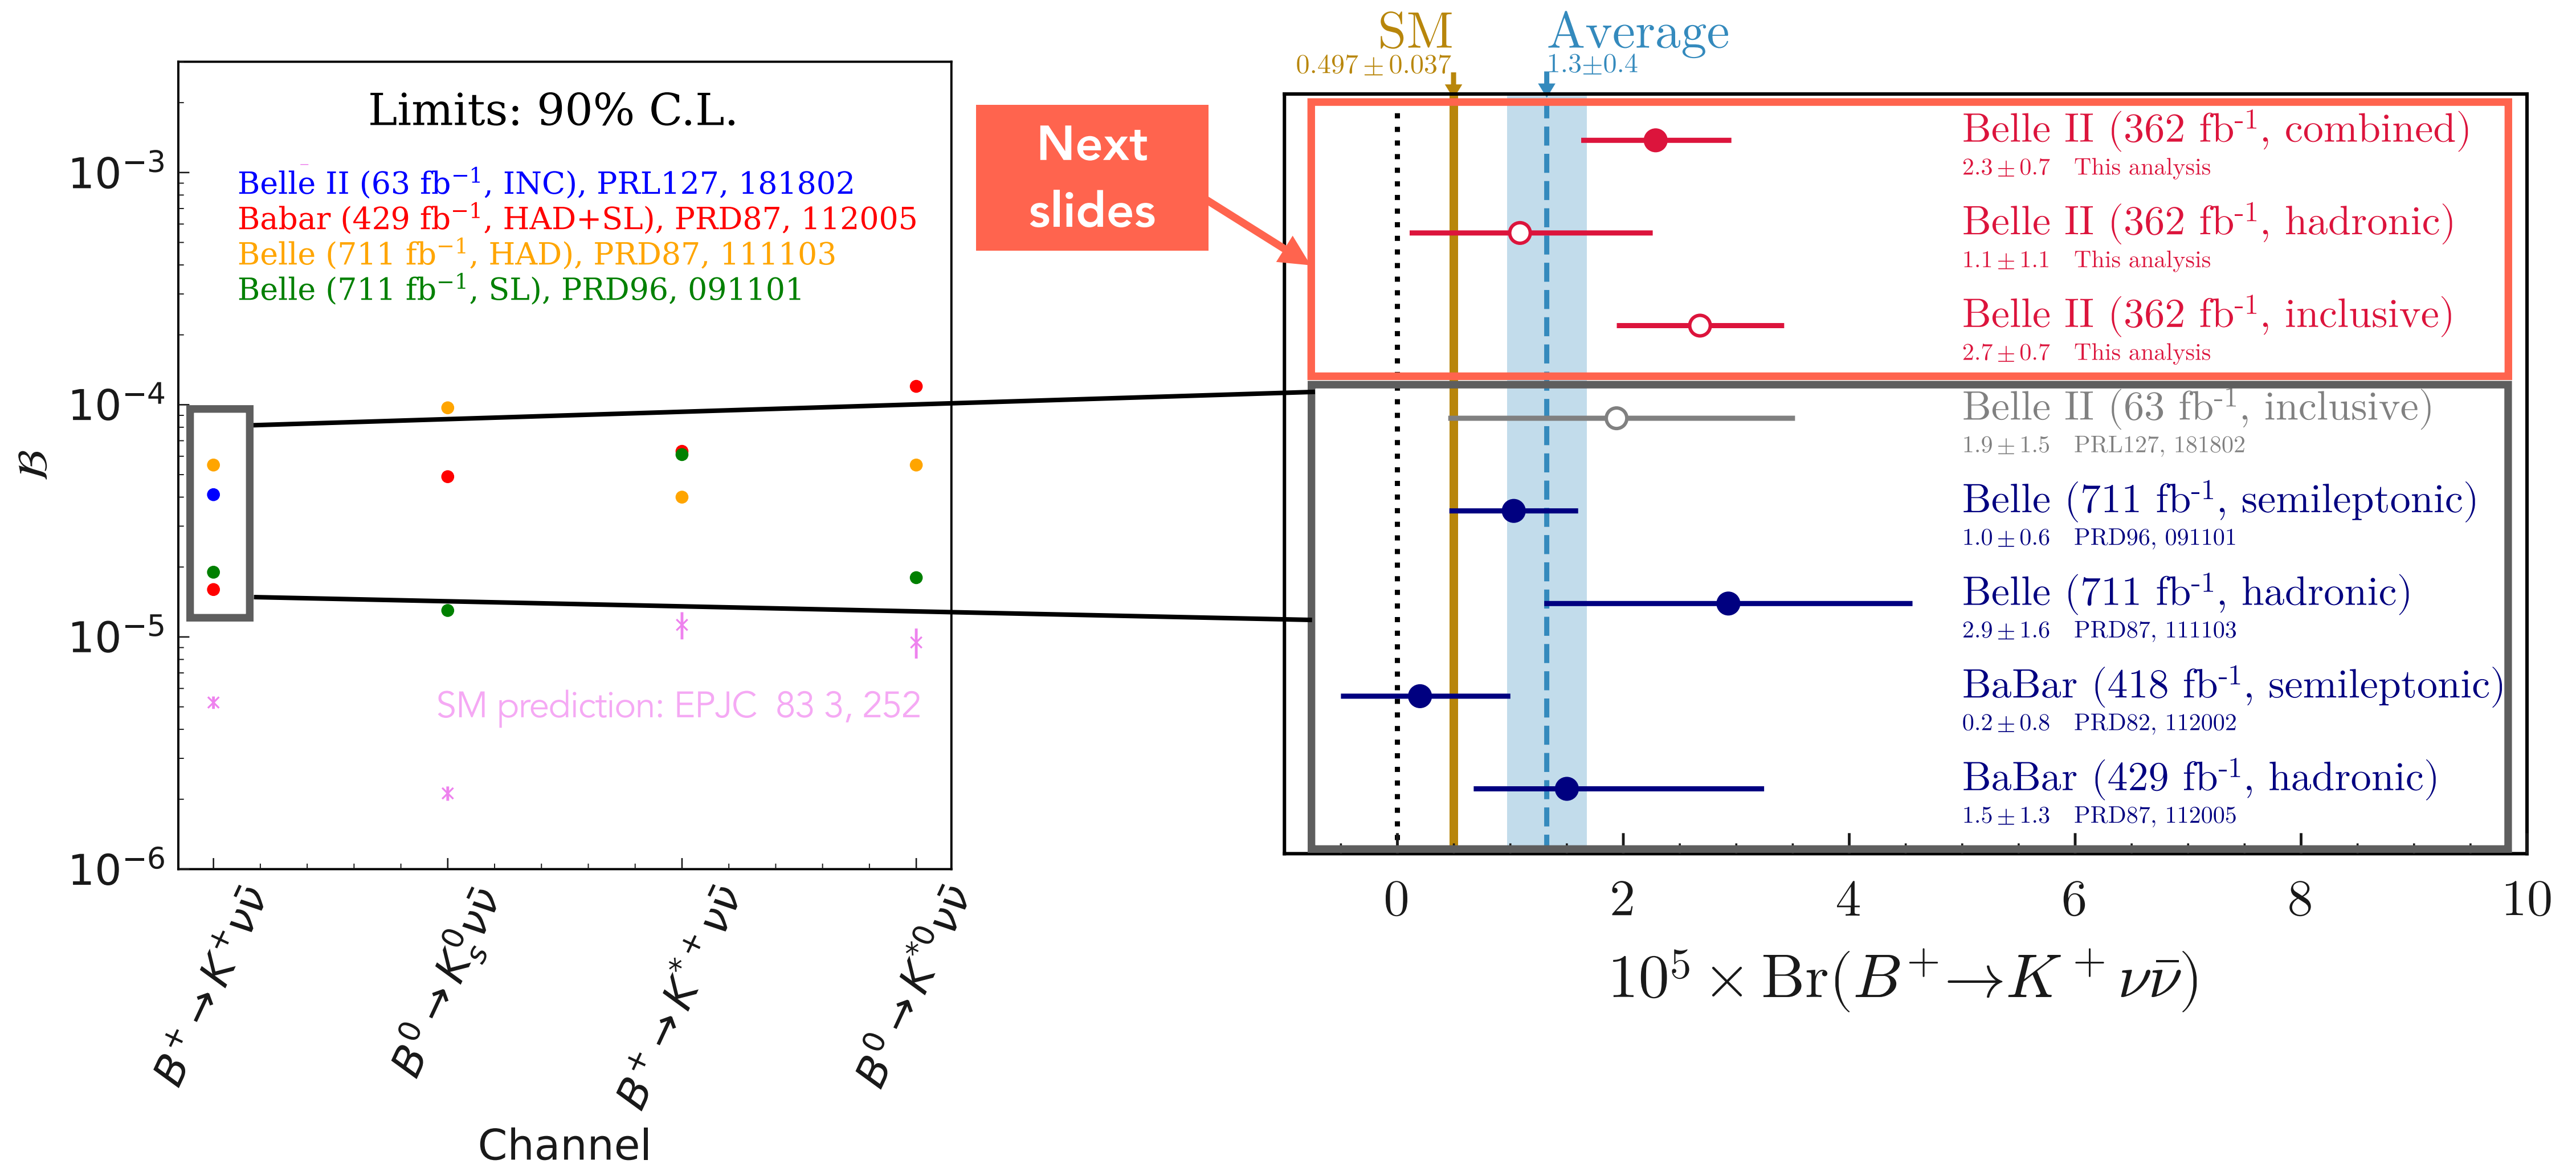 Limits: 90% C.L.
Belle II (63 fb⁻¹, INC), PRL127, 181802
Babar (429 fb⁻¹, HAD+SL), PRD87, 112005
Belle (711 fb⁻¹, HAD), PRD87, 111103
Belle (711 fb⁻¹, SL), PRD96, 091101
10⁻³
10⁻⁴
10⁻⁵
10⁻⁶
ℬ
SM prediction: EPJC 83 3, 252
B⁺ → K⁺νν̄
B⁰ → K⁰ₛνν̄
B⁺ → K*⁺νν̄
B⁰ → K*⁰νν̄
Channel
Next
slides
SM
0.497 ± 0.037
Average
1.3±0.4
Belle II (362 fb⁻¹, combined)
2.3 ± 0.7 This analysis
Belle II (362 fb⁻¹, hadronic)
1.1 ± 1.1 This analysis
Belle II (362 fb⁻¹, inclusive)
2.7 ± 0.7 This analysis
Belle II (63 fb⁻¹, inclusive)
1.9 ± 1.5 PRL127, 181802
Belle (711 fb⁻¹, semileptonic)
1.0 ± 0.6 PRD96, 091101
Belle (711 fb⁻¹, hadronic)
2.9 ± 1.6 PRD87, 111103
BaBar (418 fb⁻¹, semileptonic)
0.2 ± 0.8 PRD82, 112002
BaBar (429 fb⁻¹, hadronic)
1.5 ± 1.3 PRD87, 112005
0 2 4 6 8 10
10⁵ × Br(B⁺→K⁺νν̄)